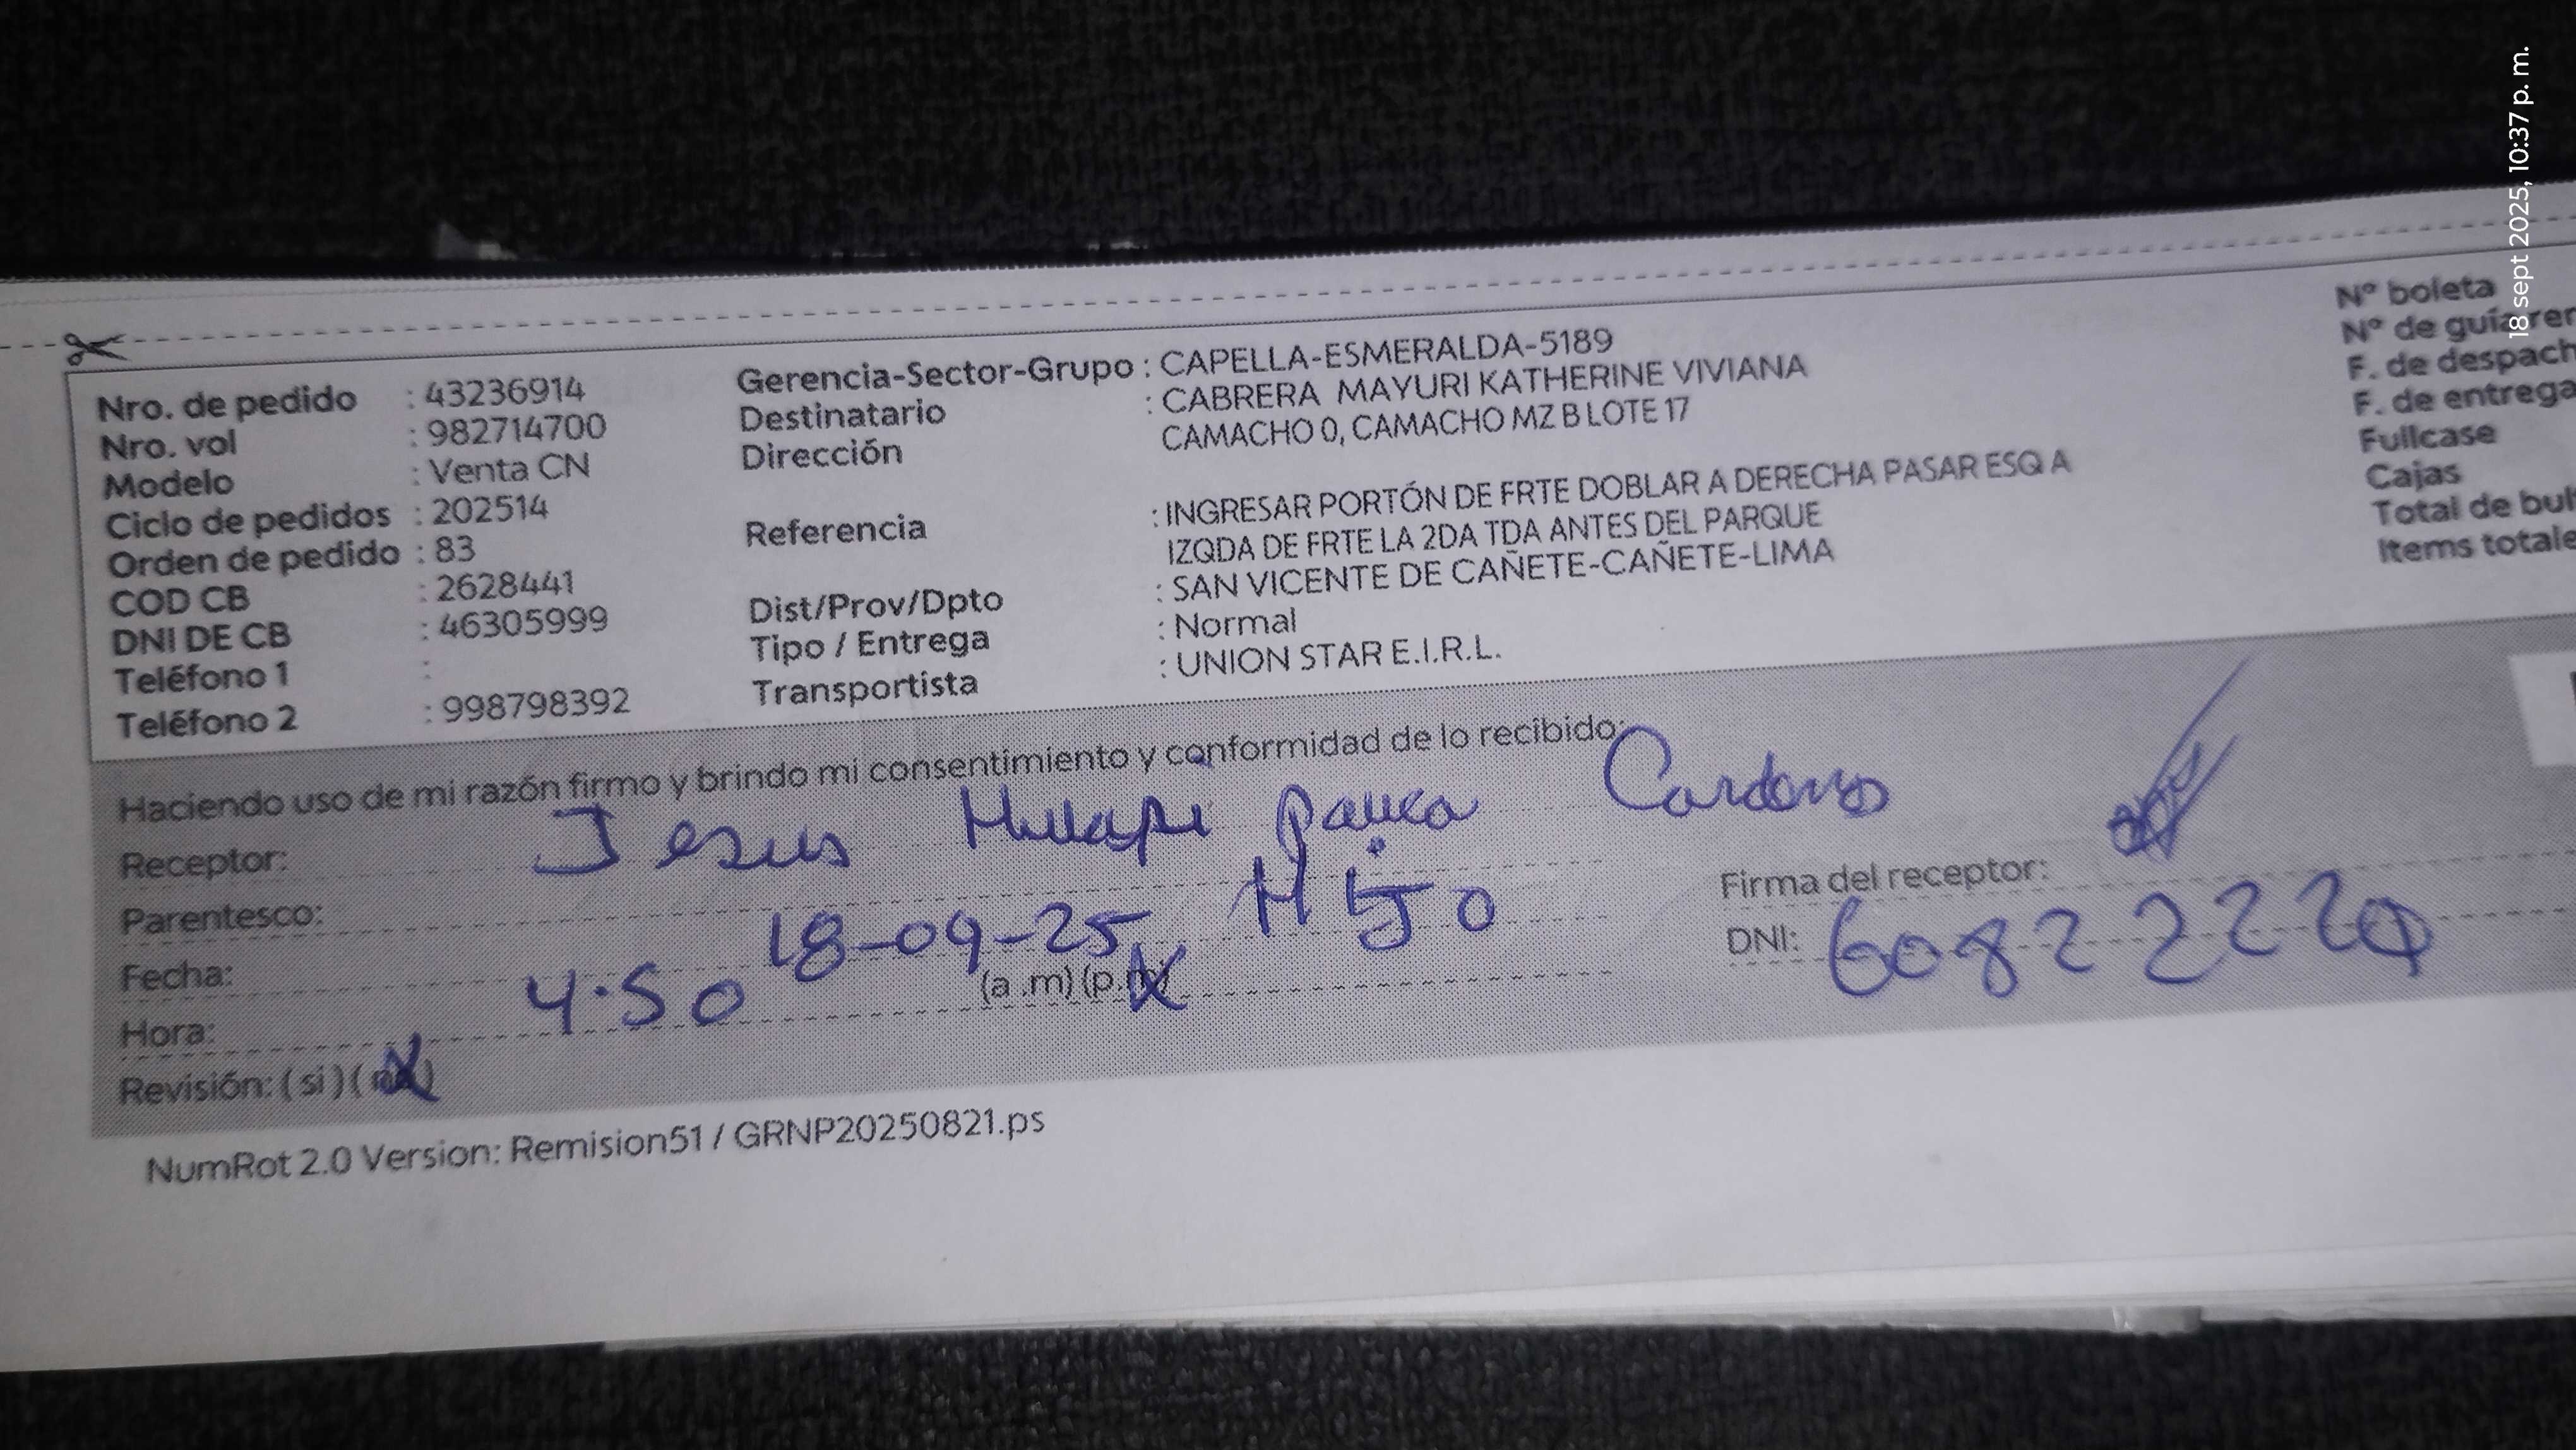 18 sept 2025, 10:37 p. m.
Nro. de pedido : 43236914
Nro. vol : 982714700
Modelo : Venta CN
Ciclo de pedidos : 202514
Orden de pedido : 83
COD CB : 2628441
DNI DE CB : 46305999
Teléfono 1 :
Teléfono 2 : 998798392
Gerencia-Sector-Grupo : CAPELLA-ESMERALDA-5189
Destinatario : CABRERA MAYURI KATHERINE VIVIANA
Dirección CAMACHO 0, CAMACHO MZ B LOTE 17
Referencia : INGRESAR PORTÓN DE FRTE DOBLAR A DERECHA PASAR ESQ A
IZQDA DE FRTE LA 2DA TDA ANTES DEL PARQUE
Dist/Prov/Dpto : SAN VICENTE DE CAÑETE-CAÑETE-LIMA
Tipo / Entrega : Normal
Transportista : UNION STAR E.I.R.L.
N° boleta
N° de guía
F. de despach
F. de entrega
Fullcase
Cajas
Total de bul
Items totale
Haciendo uso de mi razón firmo y brindo mi consentimiento y conformidad de lo recibido:
Receptor: Jesus
Parentesco: HIJO
Fecha: 18-09-25
Hora: 4.50 (a .m) (p.m)
Revisión: ( si ) ( no )
Firma del receptor:
DNI: 6082222
NumRot 2.0 Version: Remision51 / GRNP20250821.ps